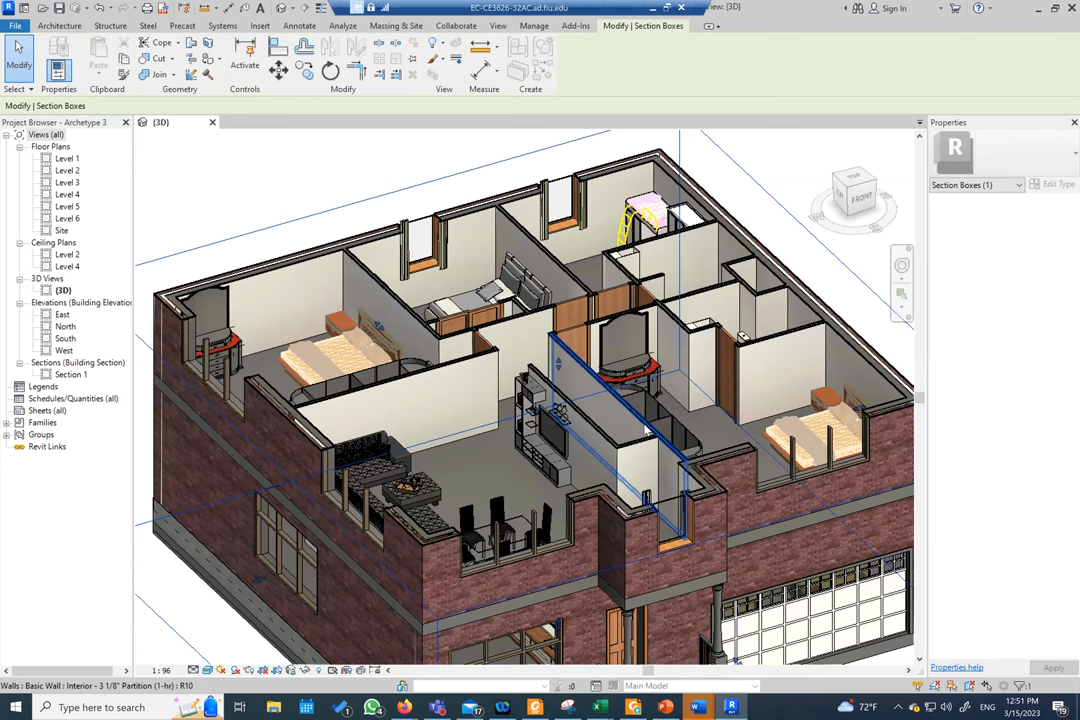 EC-CE3626-32AC.ad.fiu.edu
View: {3D}
Sign In
File
Architecture
Structure
Steel
Precast
Systems
Insert
Annotate
Analyze
Massing & Site
Collaborate
View
Manage
Add-Ins
Modify | Section Boxes
Modify
Paste
Cope
Cut
Join
Activate
Select
Properties
Clipboard
Geometry
Controls
Modify
View
Measure
Create
Modify | Section Boxes
Project Browser - Archetype 3
{3D}
Properties
Views (all)
Floor Plans
Level 1
Level 2
Level 3
Level 4
Level 5
Level 6
Site
Ceiling Plans
Level 2
Level 4
3D Views
{3D}
Elevations (Building Elevation
East
North
South
West
Sections (Building Section)
Section 1
Legends
Schedules/Quantities (all)
Sheets (all)
Families
Groups
Revit Links
TOP
FRONT
R
Section Boxes (1)
Edit Type
Properties help
Apply
1 : 96
Walls : Basic Wall : Interior - 3 1/8" Partition (1-hr) : R10
:0
Main Model
:1
Type here to search
72°F
ENG
12:51 PM
3/15/2023